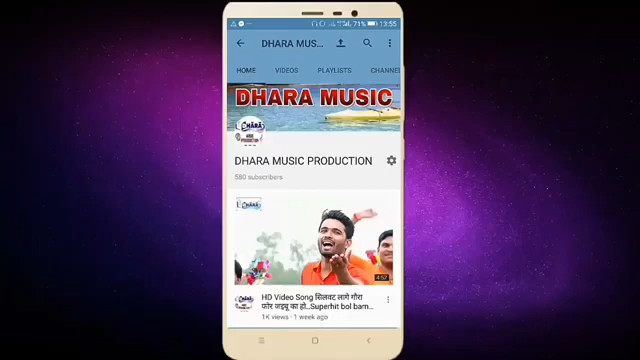 71% 13:55
DHARA MUS...
HOME VIDEOS PLAYLISTS CHANNE
DHARA MUSIC
DHARA MUSIC PRODUCTION
580 subscribers
4:57
HD Video Song सिलवट लागे गौरा
फोर जइबू का हो..Superhit bol bam...
1K views · 1 week ago